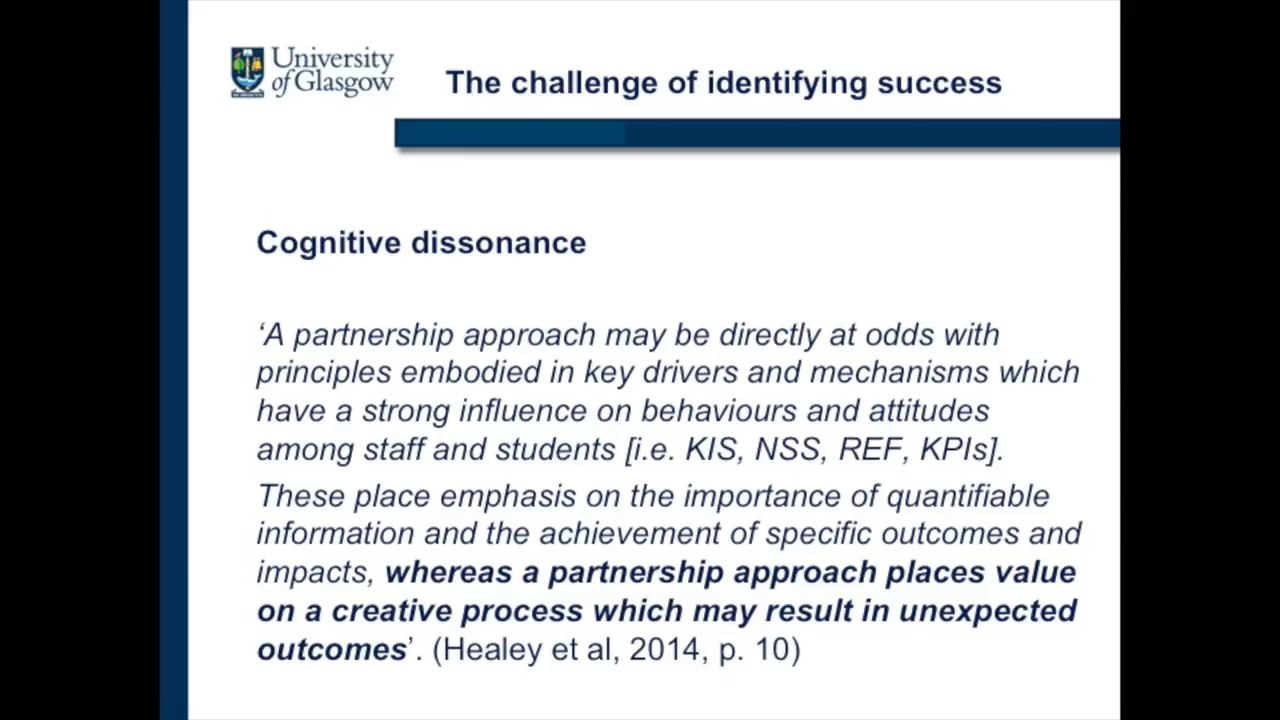 University
of Glasgow
The challenge of identifying success
Cognitive dissonance
‘A partnership approach may be directly at odds with
principles embodied in key drivers and mechanisms which
have a strong influence on behaviours and attitudes
among staff and students [i.e. KIS, NSS, REF, KPIs].
These place emphasis on the importance of quantifiable
information and the achievement of specific outcomes and
impacts, whereas a partnership approach places value
on a creative process which may result in unexpected
outcomes’. (Healey et al, 2014, p. 10)